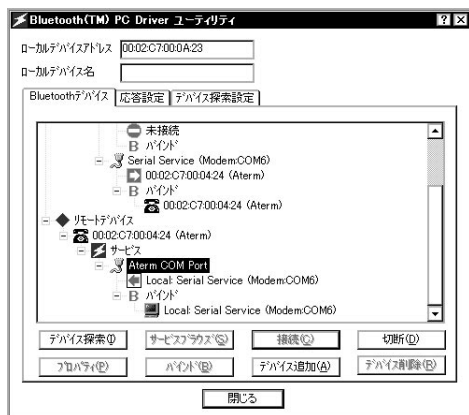 Bluetooth(TM) PC Driver ユーティリティ
ローカルデバイスアドレス 00:02:C7:00:0A:23
ローカルデバイス名
Bluetoothデバイス 応答設定 デバイス探索設定
未接続
B バインド
Serial Service (Modem:COM6)
00:02:C7:00:04:24 (Aterm)
B バインド
00:02:C7:00:04:24 (Aterm)
リモートデバイス
00:02:C7:00:04:24 (Aterm)
サービス
Aterm COM Port
Local: Serial Service (Modem:COM6)
B バインド
Local: Serial Service (Modem:COM6)
デバイス探索(I) サービスブラウズ(S) 接続(C) 切断(D)
プロパティ(P) バインド(B) デバイス追加(A) デバイス削除(R)
閉じる